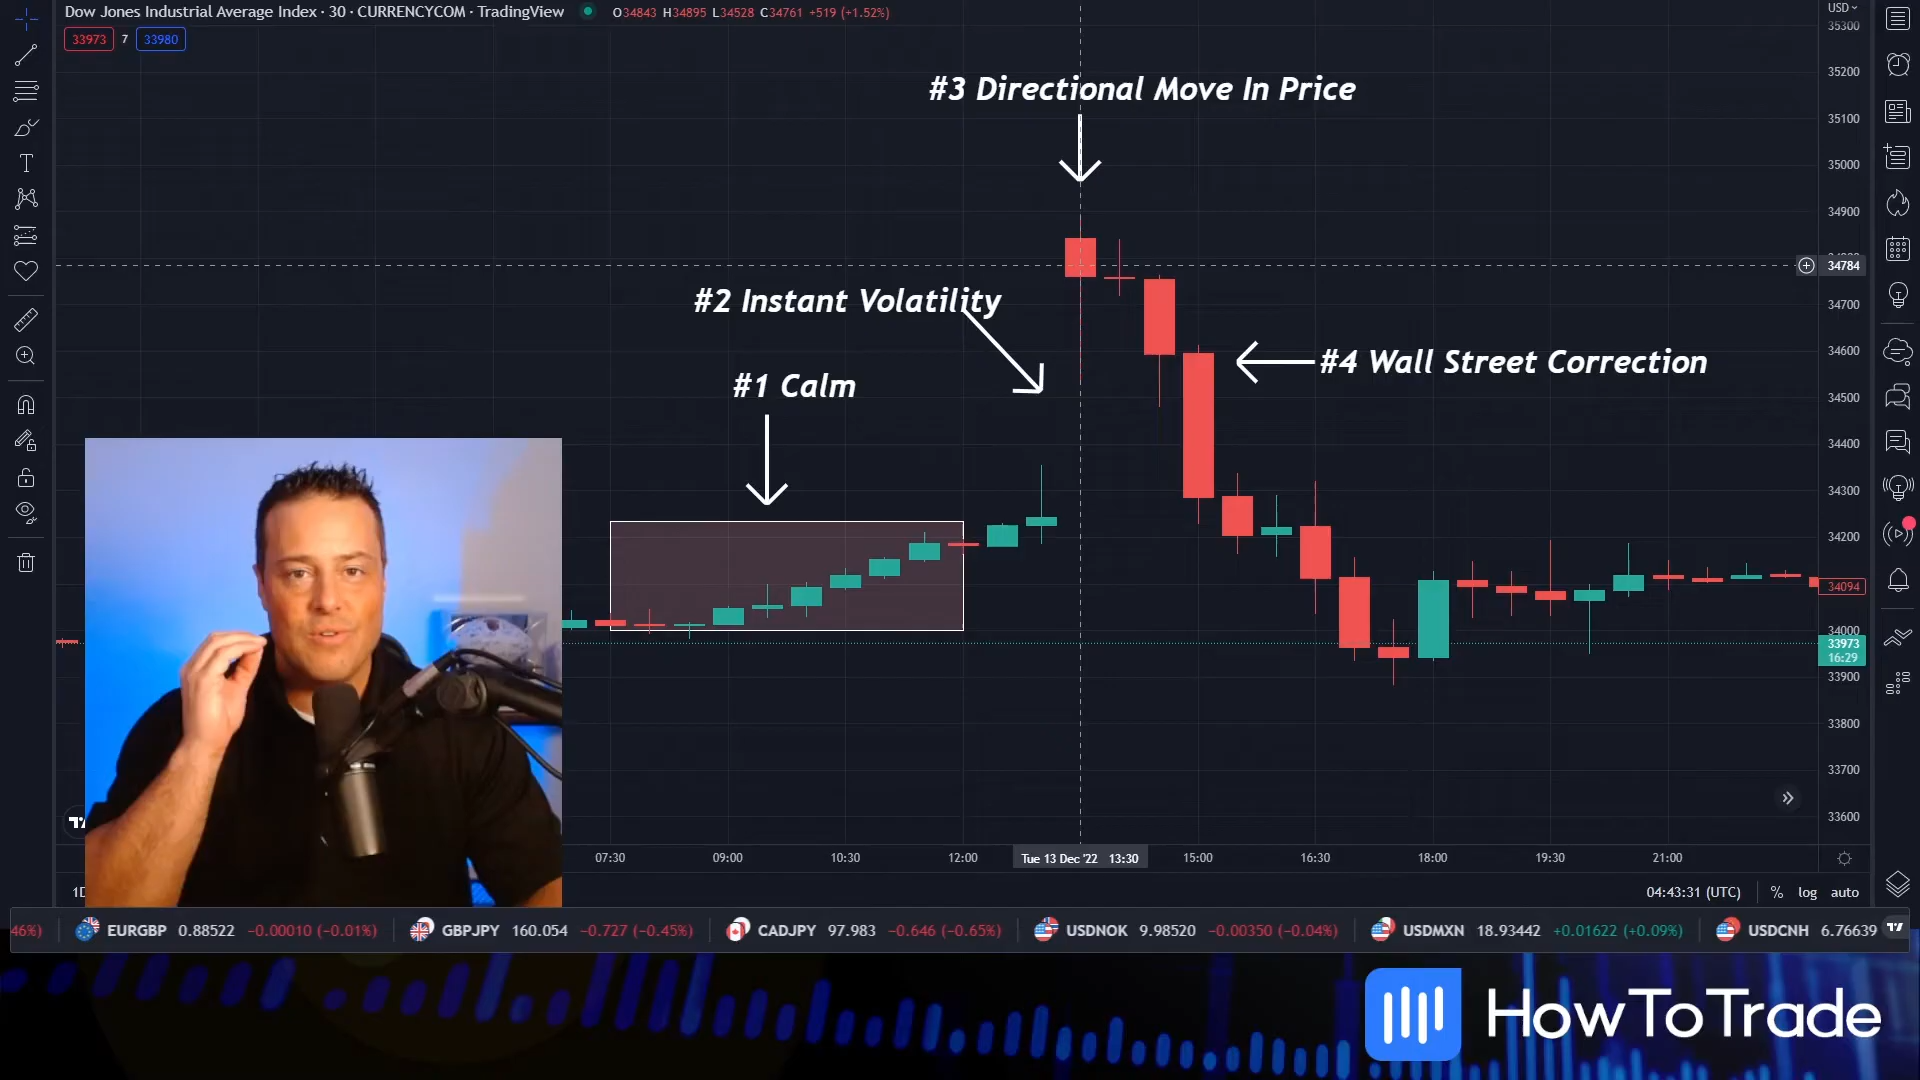 Dow Jones Industrial Average Index · 30 · CURRENCYCOM · TradingView O34843 H34895 L34528 C34761 +519 (+1.52%)
33973 7 33980
USD
35300
35200
35100
35000
34900
34784
34700
34600
34500
34400
34300
34200
34094
34000
33973
16:29
33900
33800
33700
33600
#3 Directional Move In Price
#2 Instant Volatility
#4 Wall Street Correction
#1 Calm
07:30 09:00 10:30 12:00 Tue 13 Dec '22 13:30 15:00 16:30 18:00 19:30 21:00
04:43:31 (UTC) % log auto
46%) EURGBP 0.88522 −0.00010 (−0.01%) GBPJPY 160.054 −0.727 (−0.45%) CADJPY 97.983 −0.646 (−0.65%) USDNOK 9.98520 −0.00350 (−0.04%) USDMXN 18.93442 +0.01622 (+0.09%) USDCNH 6.76639
HowToTrade